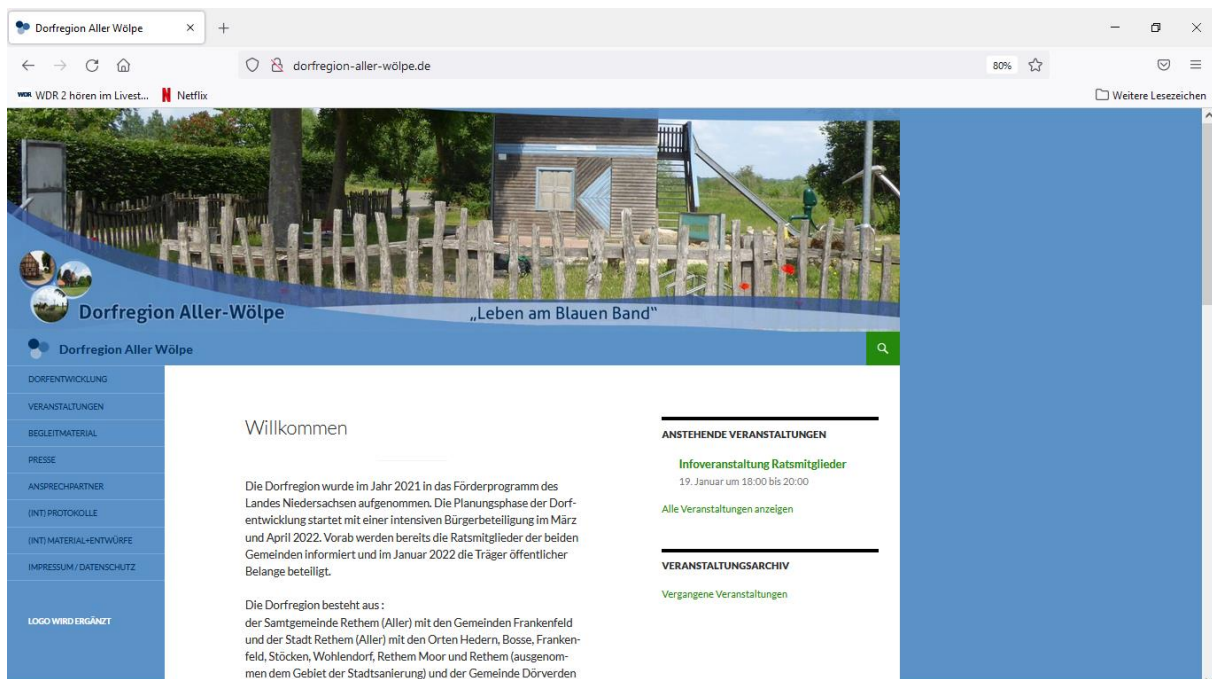 Dorfregion Aller Wölpe
dorfregion-aller-wölpe.de
80%
WDR 2 hören im Livest...
Netflix
Weitere Lesezeichen
Dorfregion Aller-Wölpe
„Leben am Blauen Band"
Dorfregion Aller Wölpe
DORFENTWICKLUNG
VERANSTALTUNGEN
BEGLEITMATERIAL
PRESSE
ANSPRECHPARTNER
(INT) PROTOKOLLE
(INT) MATERIAL+ENTWÜRFE
IMPRESSUM / DATENSCHUTZ
LOGO WIRD ERGÄNZT
Willkommen
Die Dorfregion wurde im Jahr 2021 in das Förderprogramm des
Landes Niedersachsen aufgenommen. Die Planungsphase der Dorf-
entwicklung startet mit einer intensiven Bürgerbeteiligung im März
und April 2022. Vorab werden bereits die Ratsmitglieder der beiden
Gemeinden informiert und im Januar 2022 die Träger öffentlicher
Belange beteiligt.
Die Dorfregion besteht aus :
der Samtgemeinde Rethem (Aller) mit den Gemeinden Frankenfeld
und der Stadt Rethem (Aller) mit den Orten Hedern, Bosse, Franken-
feld, Stöcken, Wohlendorf, Rethem Moor und Rethem (ausgenom-
men dem Gebiet der Stadtsanierung) und der Gemeinde Dörverden
ANSTEHENDE VERANSTALTUNGEN
Infoveranstaltung Ratsmitglieder
19. Januar um 18:00 bis 20:00
Alle Veranstaltungen anzeigen
VERANSTALTUNGSARCHIV
Vergangene Veranstaltungen